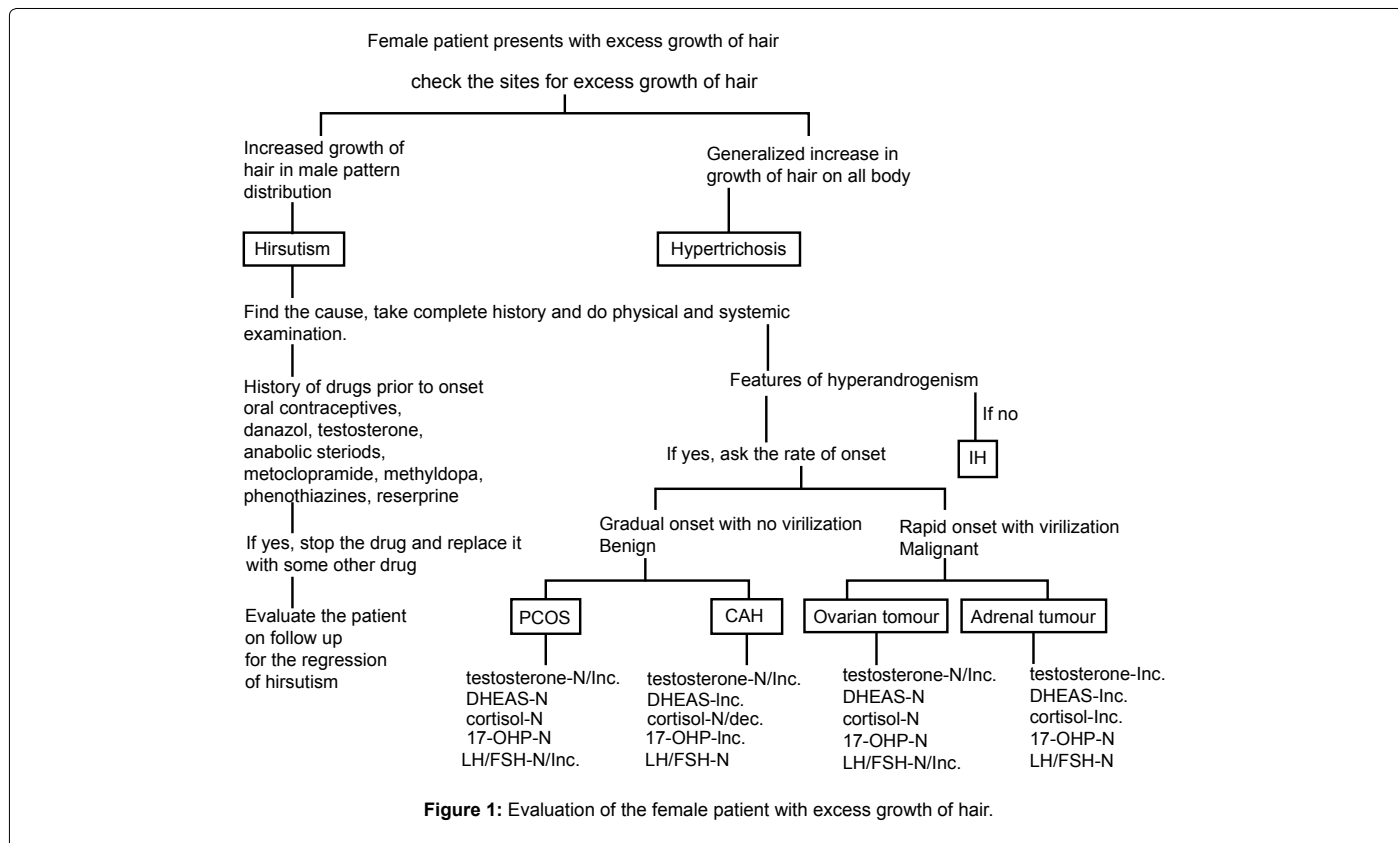 Female patient presents with excess growth of hair
check the sites for excess growth of hair
Increased growth of
hair in male pattern
distribution
Generalized increase in
growth of hair on all body
Hirsutism
Hypertrichosis
Find the cause, take complete history and do physical and systemic
examination.
History of drugs prior to onset
oral contraceptives,
danazol, testosterone,
anabolic steriods,
metoclopramide, methyldopa,
phenothiazines, reserprine
If yes, stop the drug and replace it
with some other drug
Evaluate the patient
on follow up
for the regression
of hirsutism
Features of hyperandrogenism
If no
IH
If yes, ask the rate of onset
Gradual onset with no virilization
Benign
Rapid onset with virilization
Malignant
PCOS
testosterone-N/Inc.
DHEAS-N
cortisol-N
17-OHP-N
LH/FSH-N/Inc.
CAH
testosterone-N/Inc.
DHEAS-Inc.
cortisol-N/dec.
17-OHP-Inc.
LH/FSH-N
Ovarian tomour
testosterone-N/Inc.
DHEAS-N
cortisol-N
17-OHP-N
LH/FSH-N/Inc.
Adrenal tumour
testosterone-Inc.
DHEAS-Inc.
cortisol-Inc.
17-OHP-N
LH/FSH-N
Figure 1: Evaluation of the female patient with excess growth of hair.